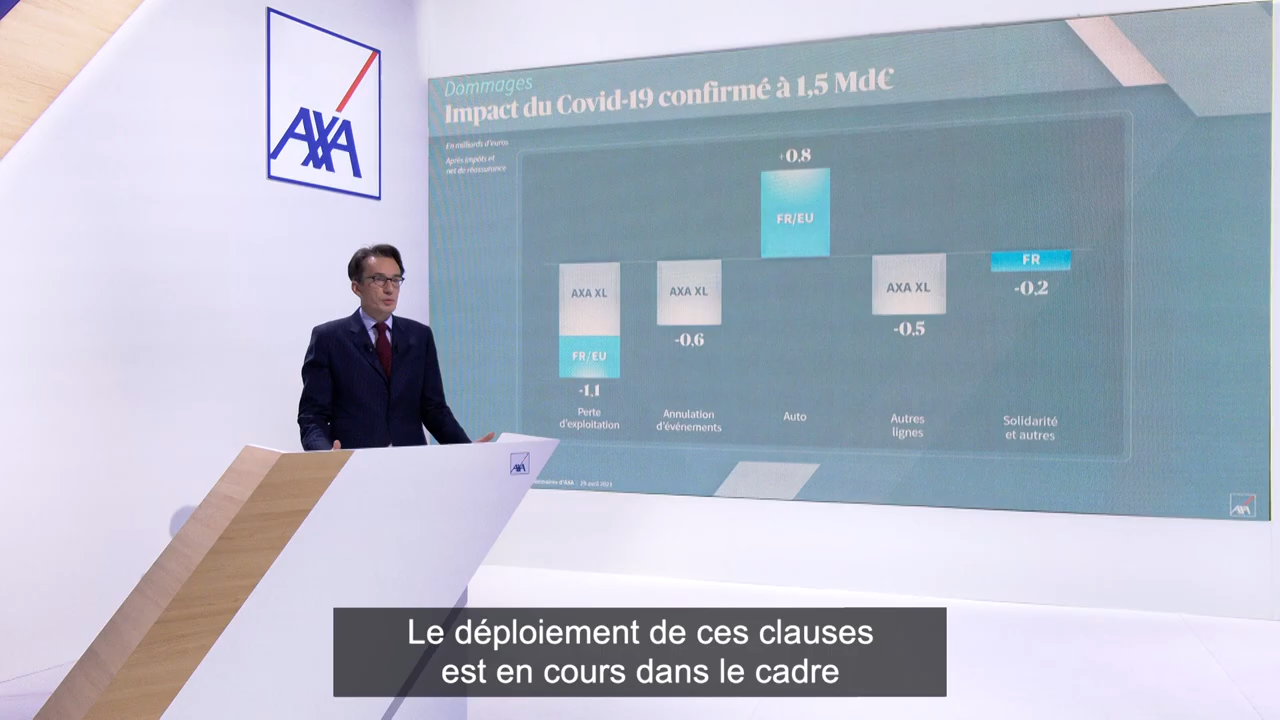 AXA
Dommages
Impact du Covid-19 confirmé à 1,5 Md€
En milliards d'euros
Après impôts et
net de réassurance
+0,8
FR/EU
AXA XL
FR/EU
-1,1
AXA XL
-0,6
AXA XL
-0,5
FR
-0,2
Perte
d'exploitation
Annulation
d'événements
Auto
Autres
lignes
Solidarité
et autres
AXA
d'AXA
AXA
Le déploiement de ces clauses
est en cours dans le cadre